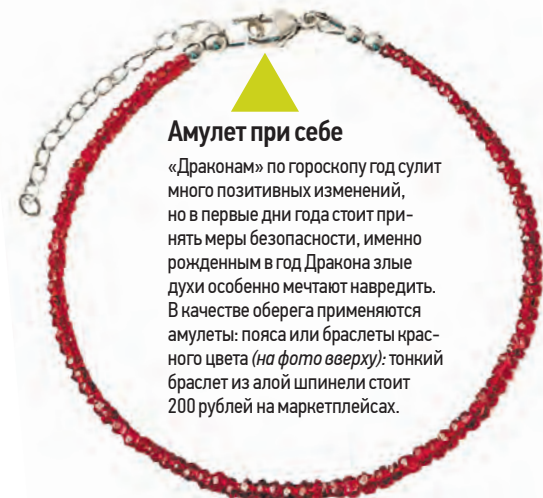 Амулет при себе
«Драконам» по гороскопу год сулит
много позитивных изменений,
но в первые дни года стоит при-
нять меры безопасности, именно
рожденным в год Дракона злые
духи особенно мечтают навредить.
В качестве оберега применяются
амулеты: пояса или браслеты крас-
ного цвета (на фото вверху): тонкий
браслет из алой шпинели стоит
200 рублей на маркетплейсах.